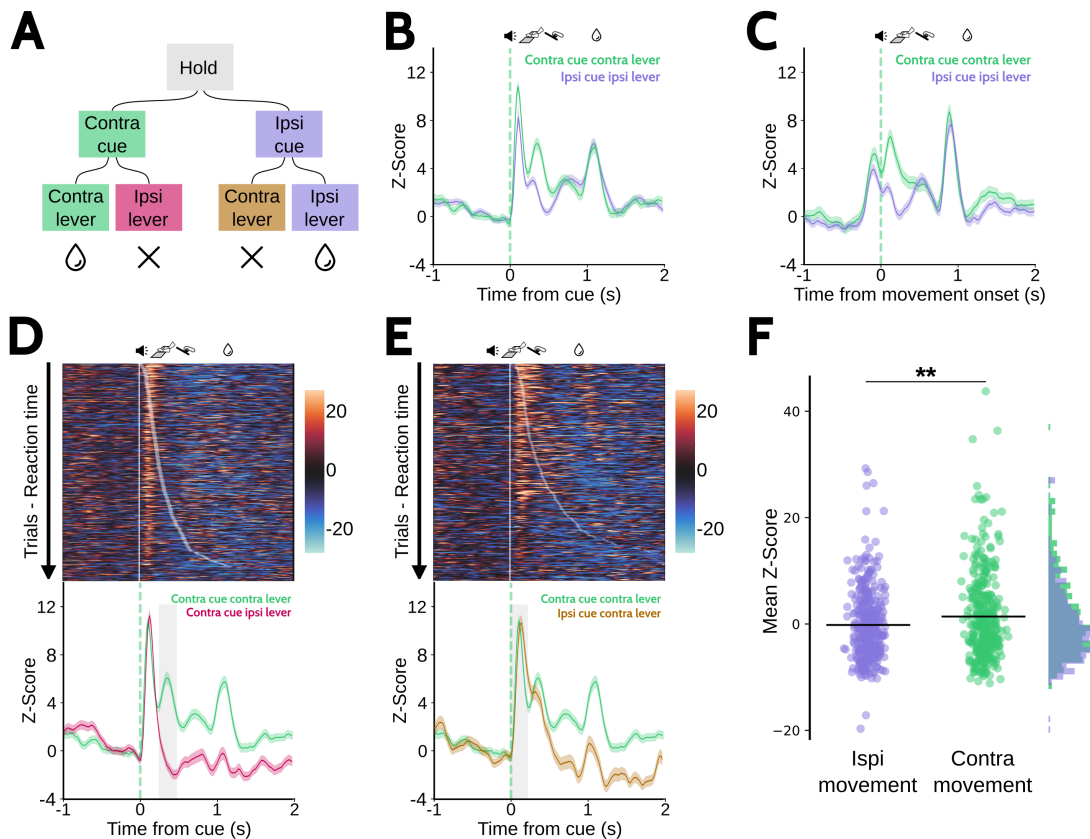 A
Hold
Contra cue
Ipsi cue
Contra lever
Ipsi lever
Contra lever
Ipsi lever
B
Contra cue contra lever
Ipsi cue ipsi lever
Z-Score
12
8
4
0
-4
-1
0
1
2
Time from cue (s)
C
Contra cue contra lever
Ipsi cue ipsi lever
Z-Score
12
8
4
0
-4
-1
0
1
2
Time from movement onset (s)
D
Trials - Reaction time
20
0
-20
Contra cue contra lever
Contra cue ipsi lever
Z-Score
12
8
4
0
-4
-1
0
1
2
Time from cue (s)
E
Trials - Reaction time
20
0
-20
Contra cue contra lever
Ipsi cue contra lever
Z-Score
12
8
4
0
-4
-1
0
1
2
Time from cue (s)
F
**
Mean Z-Score
40
20
0
−20
Ispi movement
Contra movement